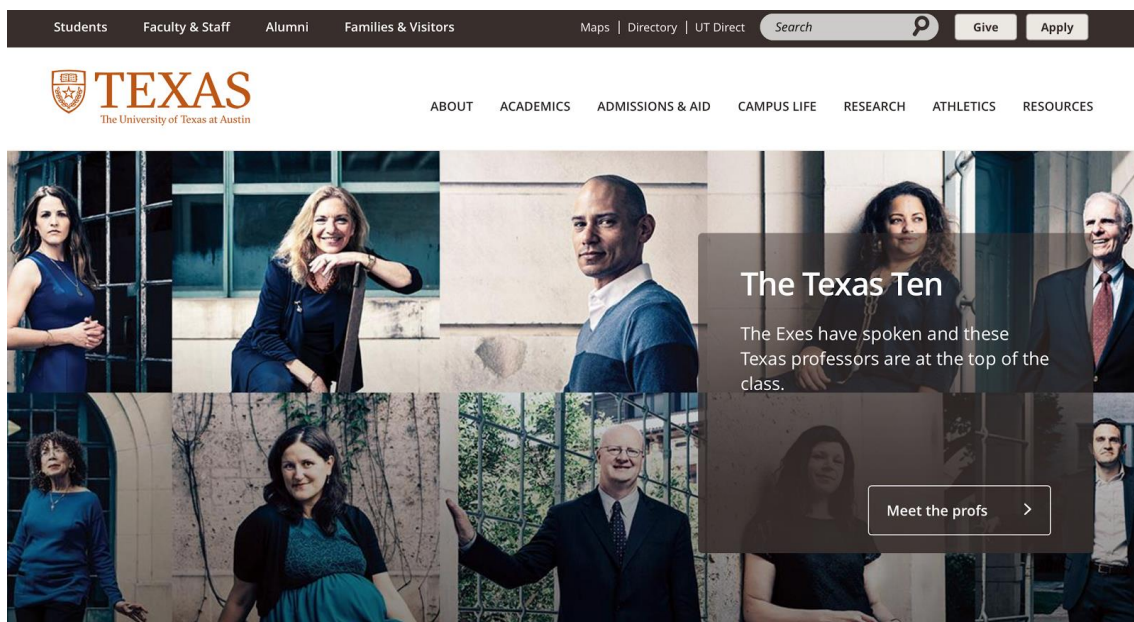 Students Faculty & Staff Alumni Families & Visitors Maps | Directory | UT Direct Search Give Apply
TEXAS
The University of Texas at Austin
ABOUT ACADEMICS ADMISSIONS & AID CAMPUS LIFE RESEARCH ATHLETICS RESOURCES
The Texas Ten
The Exes have spoken and these
Texas professors are at the top of the
class.
Meet the profs